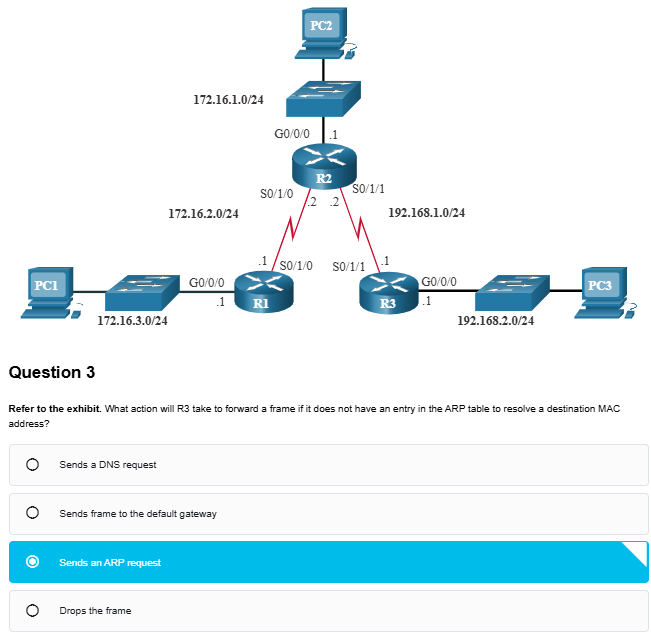 PC2
172.16.1.0/24
G0/0/0 .1
R2
S0/1/0 .2 .2 S0/1/1
172.16.2.0/24 192.168.1.0/24
.1 S0/1/0 S0/1/1 .1
PC1 G0/0/0 .1 R1 R3 G0/0/0 .1 PC3
172.16.3.0/24 192.168.2.0/24
Question 3
Refer to the exhibit. What action will R3 take to forward a frame if it does not have an entry in the ARP table to resolve a destination MAC
address?
Sends a DNS request
Sends frame to the default gateway
Sends an ARP request
Drops the frame